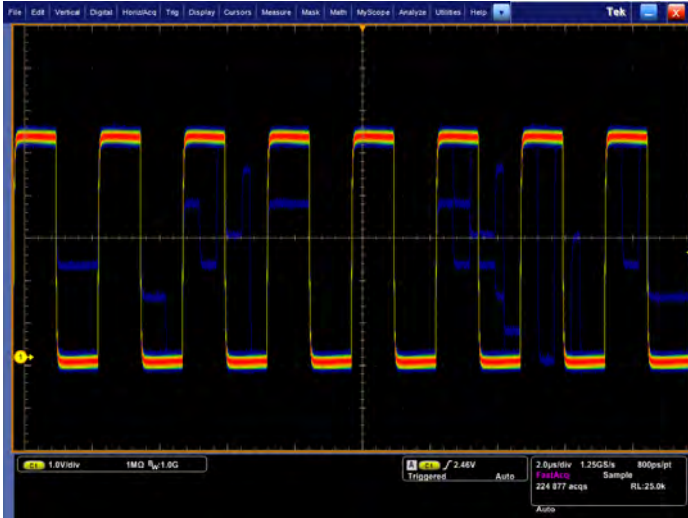 File Edit Vertical Digital Horiz/Acq Trig Display Cursors Measure Mask Math MyScope Analyze Utilities Help Tek
1
C1 1.0V/div 1MΩ BW:1.0G
A C1 2.46V
Triggered Auto
2.0µs/div 1.25GS/s 800ps/pt
FastAcq Sample
224 877 acqs RL:25.0k
Auto